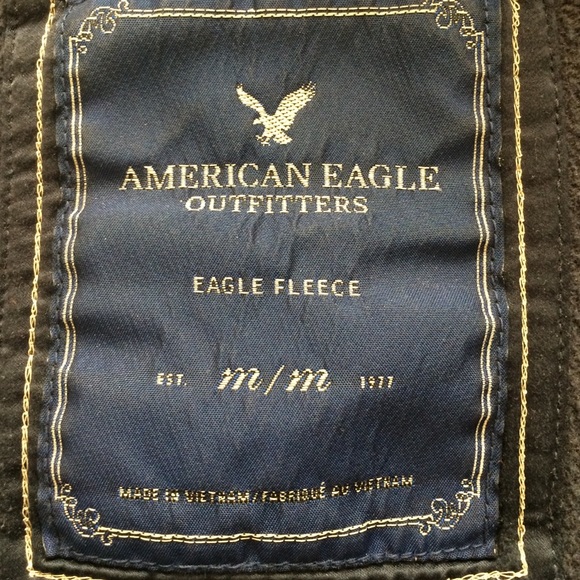 AMERICAN EAGLE
OUTFITTERS
EAGLE FLEECE
EST. m/m 1977
MADE IN VIETNAM/FABRIQUÉ AU VIETNAM